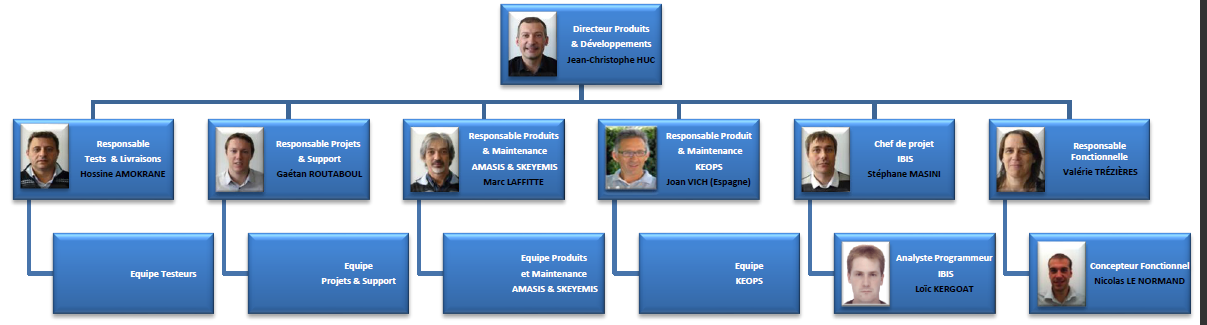 Directeur Produits
& Développements
Jean-Christophe HUC
Responsable
Tests & Livraisons
Hossine AMOKRANE
Responsable Projets
& Support
Gaétan ROUTABOUL
Responsable Produits
& Maintenance
AMASIS & SKEYEMIS
Marc LAFFITTE
Responsable Produit
& Maintenance
KEOPS
Joan VICH (Espagne)
Chef de projet
IBIS
Stéphane MASINI
Responsable
Fonctionnelle
Valérie TRÉZIÈRES
Equipe Testeurs
Equipe
Projets & Support
Equipe Produits
et Maintenance
AMASIS & SKEYEMIS
Equipe
KEOPS
Analyste Programmeur
IBIS
Loïc KERGOAT
Concepteur Fonctionnel
Nicolas LE NORMAND